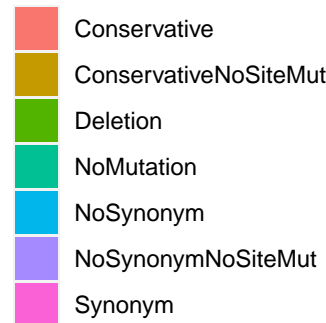 Conservative
ConservativeNoSiteMut
Deletion
NoMutation
NoSynonym
NoSynonymNoSiteMut
Synonym